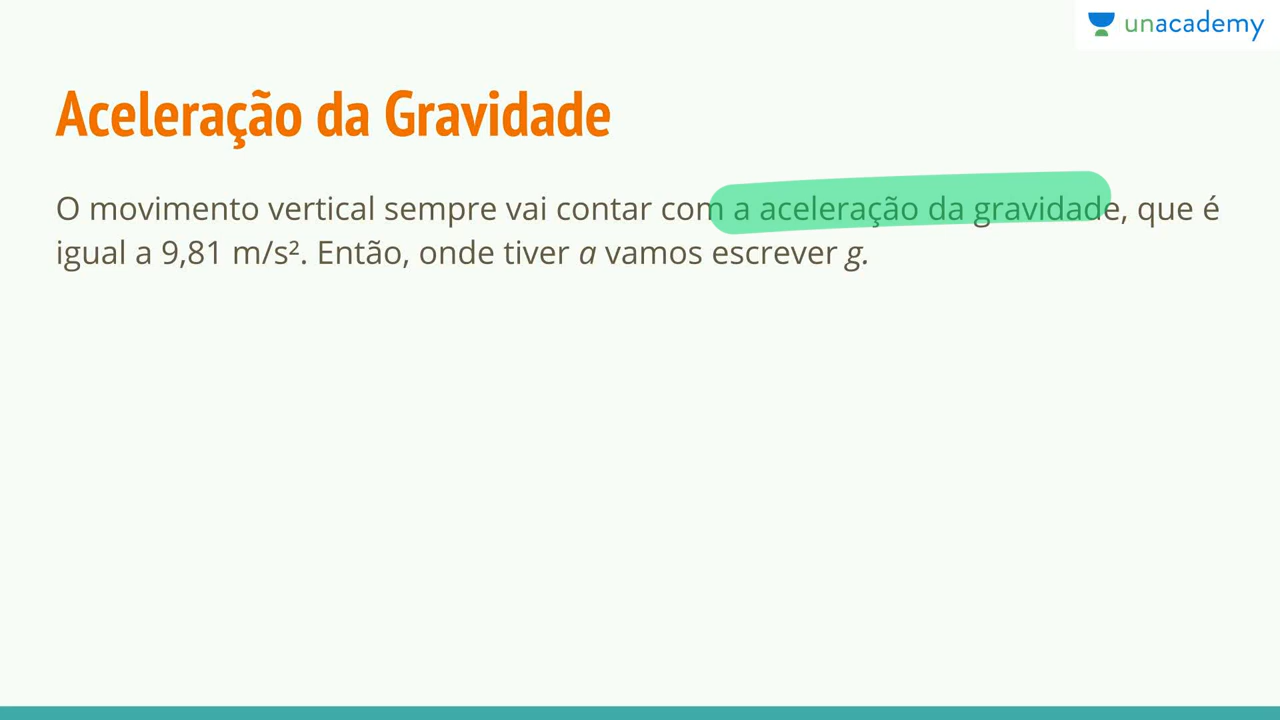 unacademy
Aceleração da Gravidade
O movimento vertical sempre vai contar com a aceleração da gravidade, que é
igual a 9,81 m/s². Então, onde tiver a vamos escrever g.